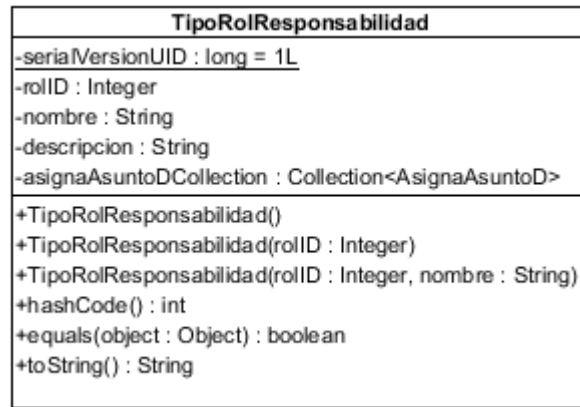 TipoRolResponsabilidad
-serialVersionUID : long = 1L
-rolID : Integer
-nombre : String
-descripcion : String
-asignaAsuntoDCollection : Collection<AsignaAsuntoD>
+TipoRolResponsabilidad()
+TipoRolResponsabilidad(rolID : Integer)
+TipoRolResponsabilidad(rolID : Integer, nombre : String)
+hashCode() : int
+equals(object : Object) : boolean
+toString() : String